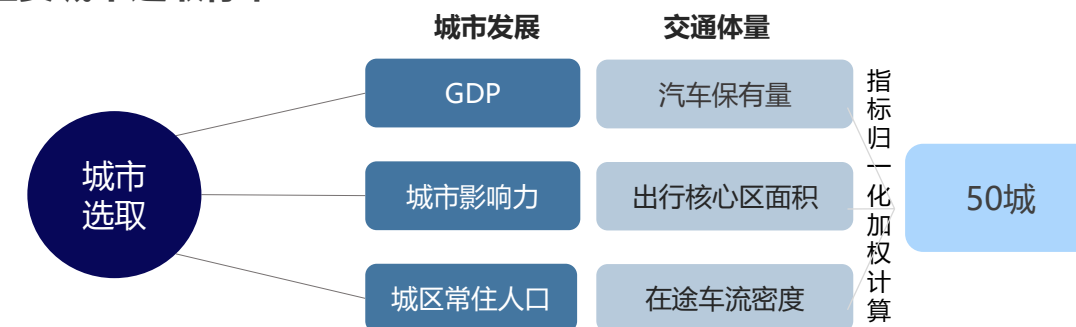 城市发展
交通体量
城市
选取
GDP
汽车保有量
城市影响力
出行核心区面积
城区常住人口
在途车流密度
指标归一化加权计算
50城